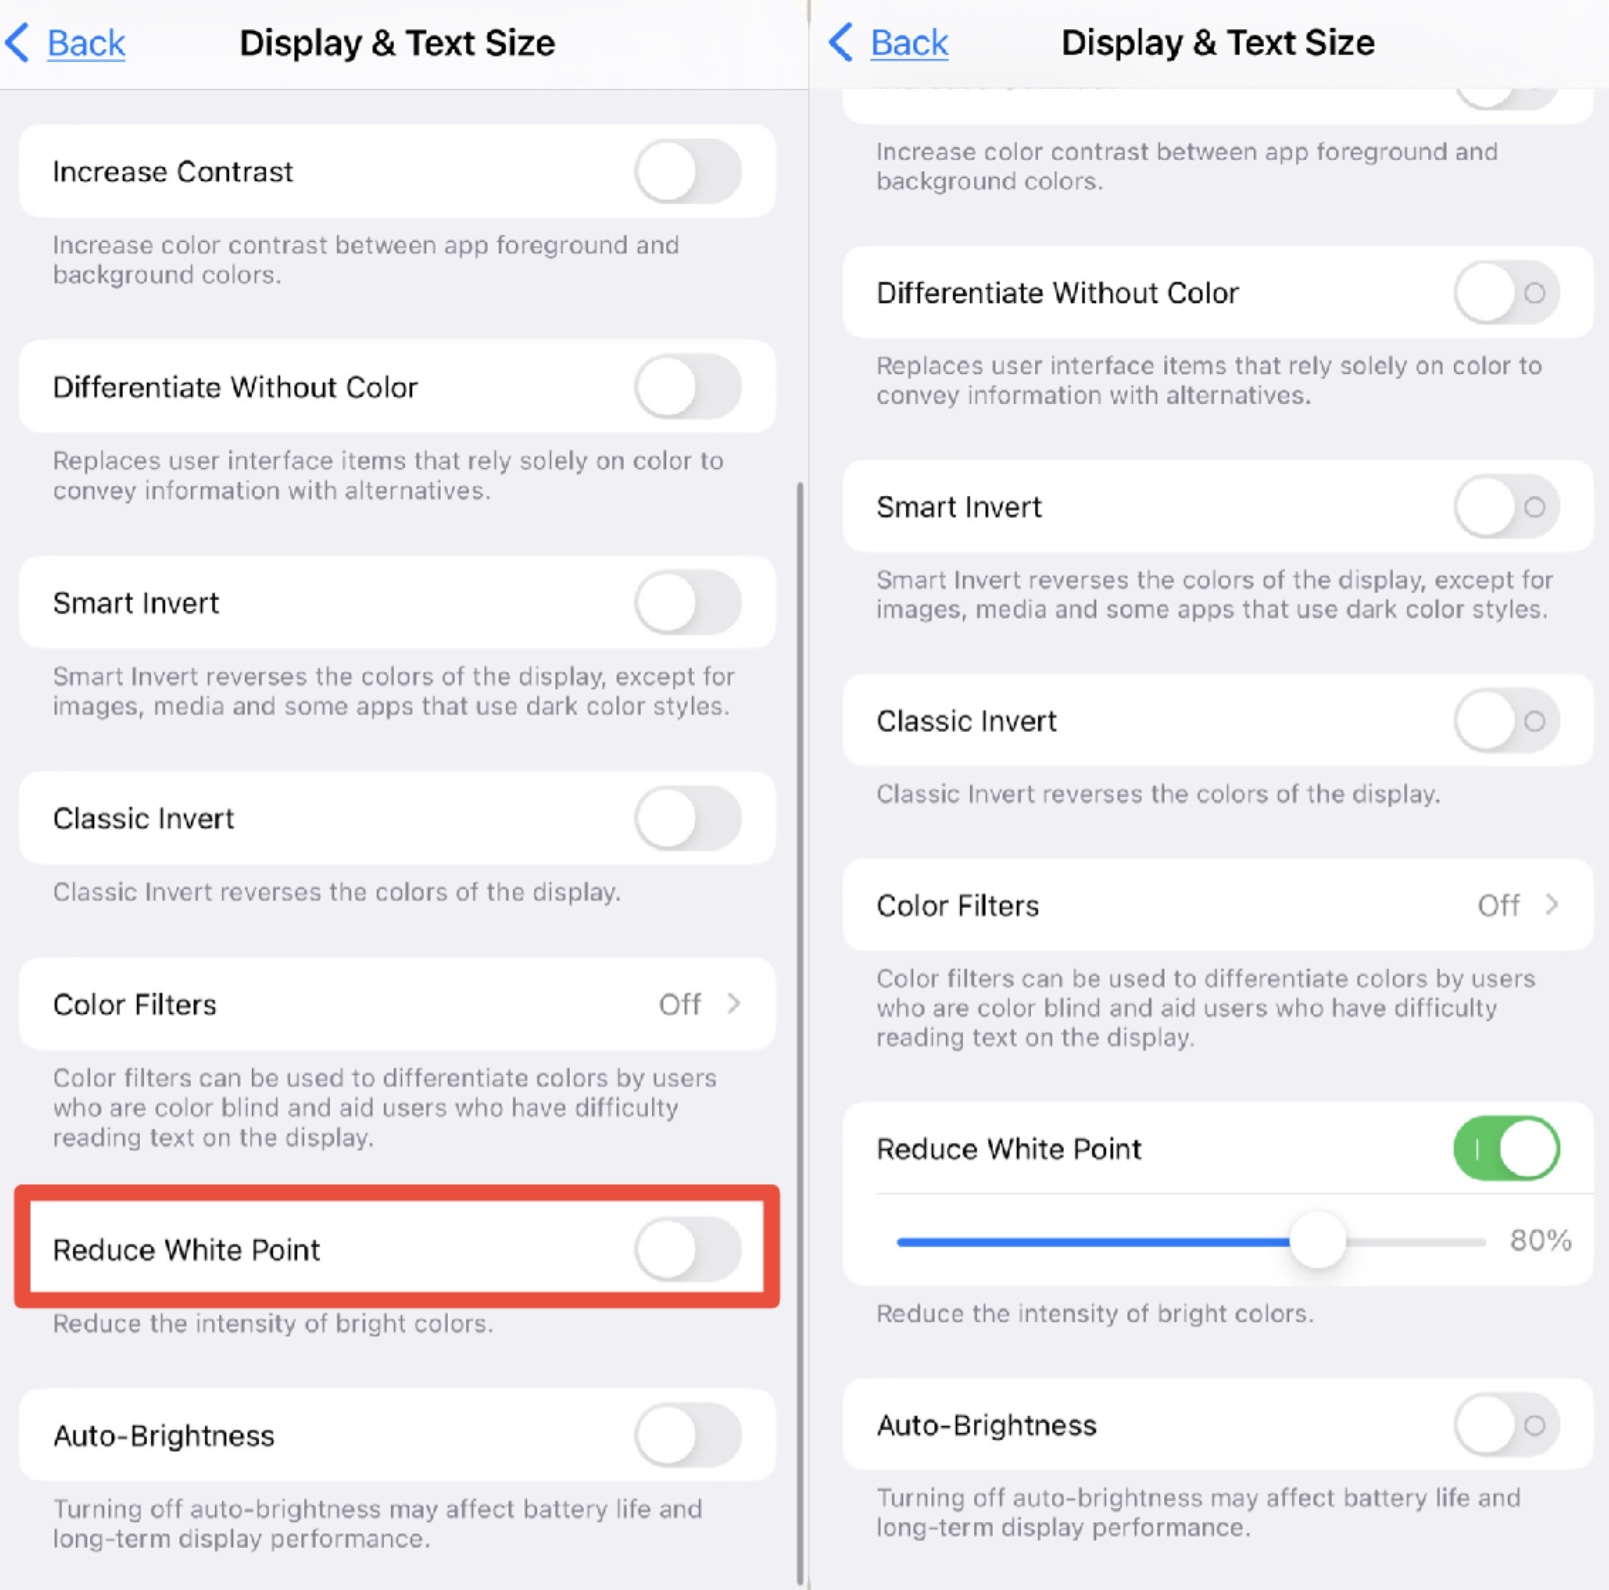 Back
Display & Text Size
Increase Contrast
Increase color contrast between app foreground and
background colors.
Differentiate Without Color
Replaces user interface items that rely solely on color to
convey information with alternatives.
Smart Invert
Smart Invert reverses the colors of the display, except for
images, media and some apps that use dark color styles.
Classic Invert
Classic Invert reverses the colors of the display.
Color Filters
Off
Color filters can be used to differentiate colors by users
who are color blind and aid users who have difficulty
reading text on the display.
Reduce White Point
Reduce the intensity of bright colors.
Auto-Brightness
Turning off auto-brightness may affect battery life and
long-term display performance.
Back
Display & Text Size
Increase color contrast between app foreground and
background colors.
Differentiate Without Color
Replaces user interface items that rely solely on color to
convey information with alternatives.
Smart Invert
Smart Invert reverses the colors of the display, except for
images, media and some apps that use dark color styles.
Classic Invert
Classic Invert reverses the colors of the display.
Color Filters
Off
Color filters can be used to differentiate colors by users
who are color blind and aid users who have difficulty
reading text on the display.
Reduce White Point
80%
Reduce the intensity of bright colors.
Auto-Brightness
Turning off auto-brightness may affect battery life and
long-term display performance.